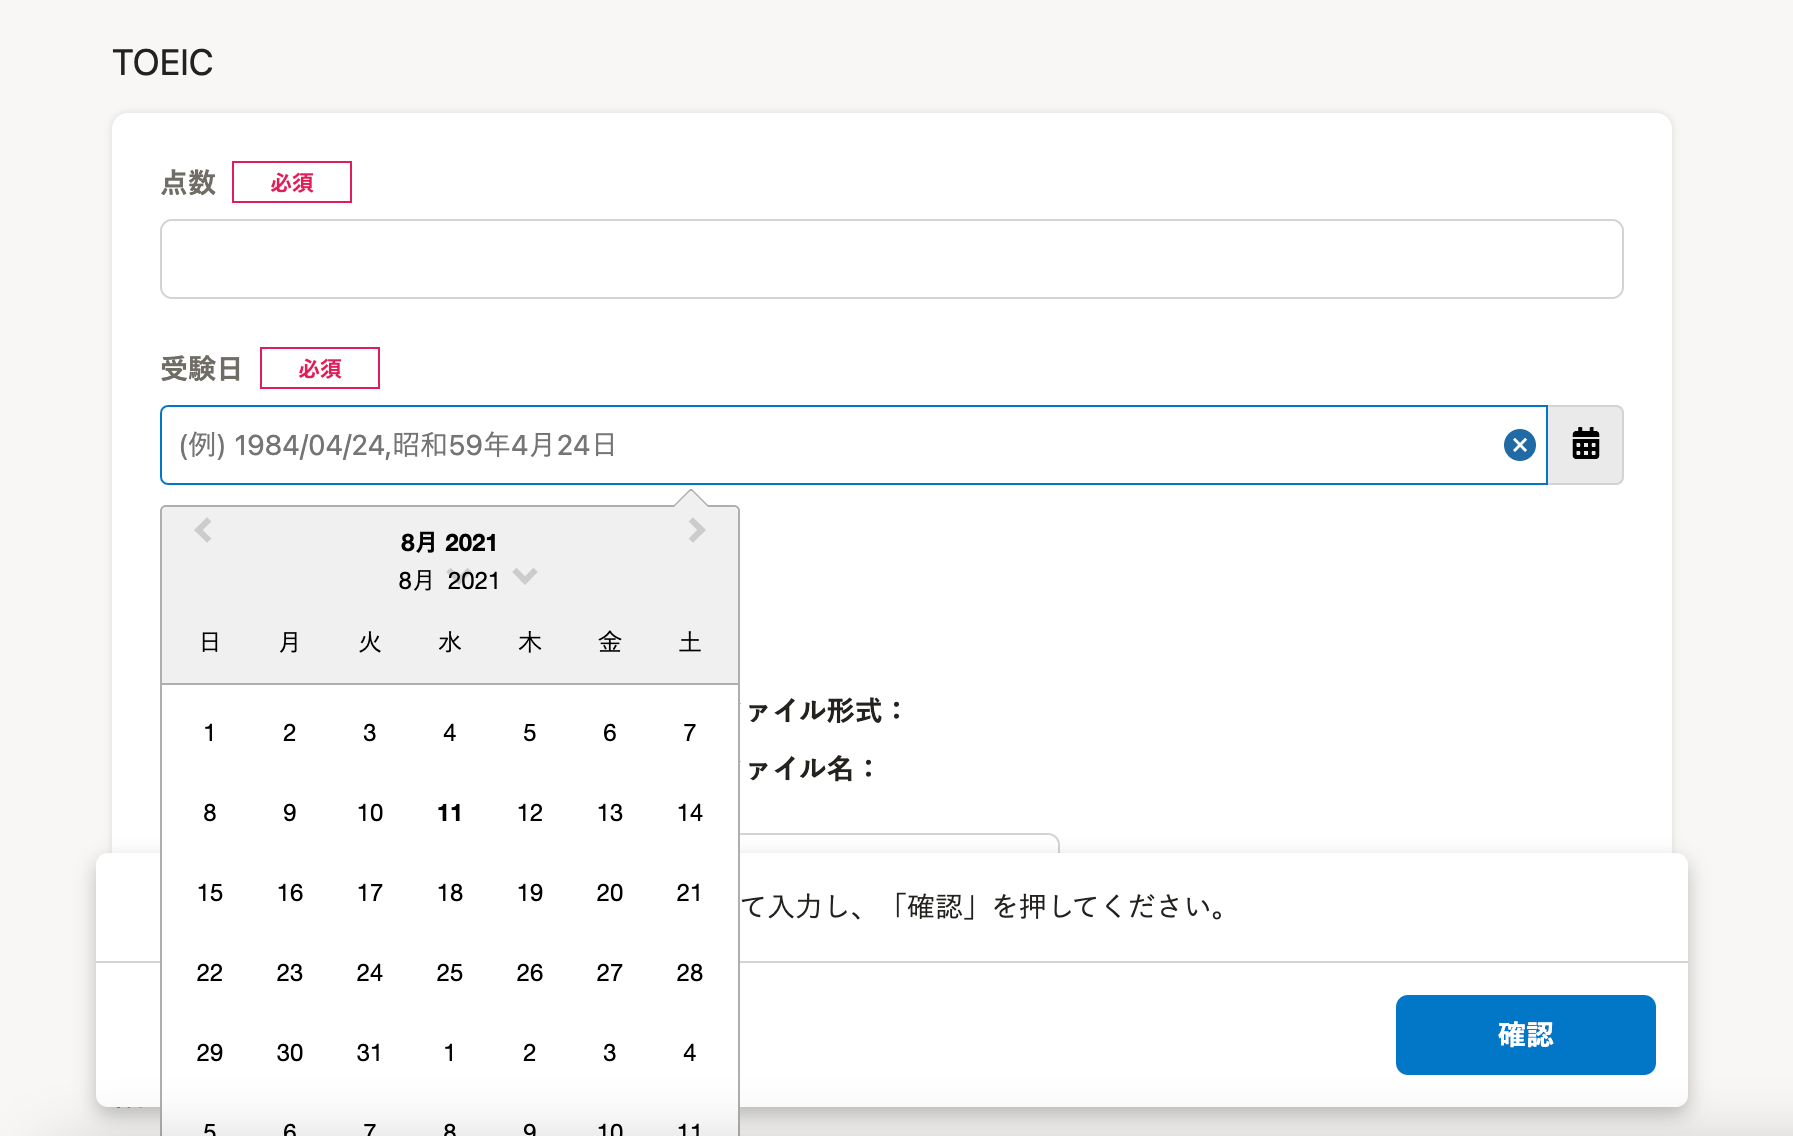 TOEIC
点数 必須
受験日 必須
(例) 1984/04/24,昭和59年4月24日
8月 2021
8月 2021
日 月 火 水 木 金 土
1 2 3 4 5 6 7
8 9 10 11 12 13 14
15 16 17 18 19 20 21
22 23 24 25 26 27 28
29 30 31 1 2 3 4
5 6 7 8 9 10 11
ァイル形式：
ァイル名：
て入力し、「確認」を押してください。
確認